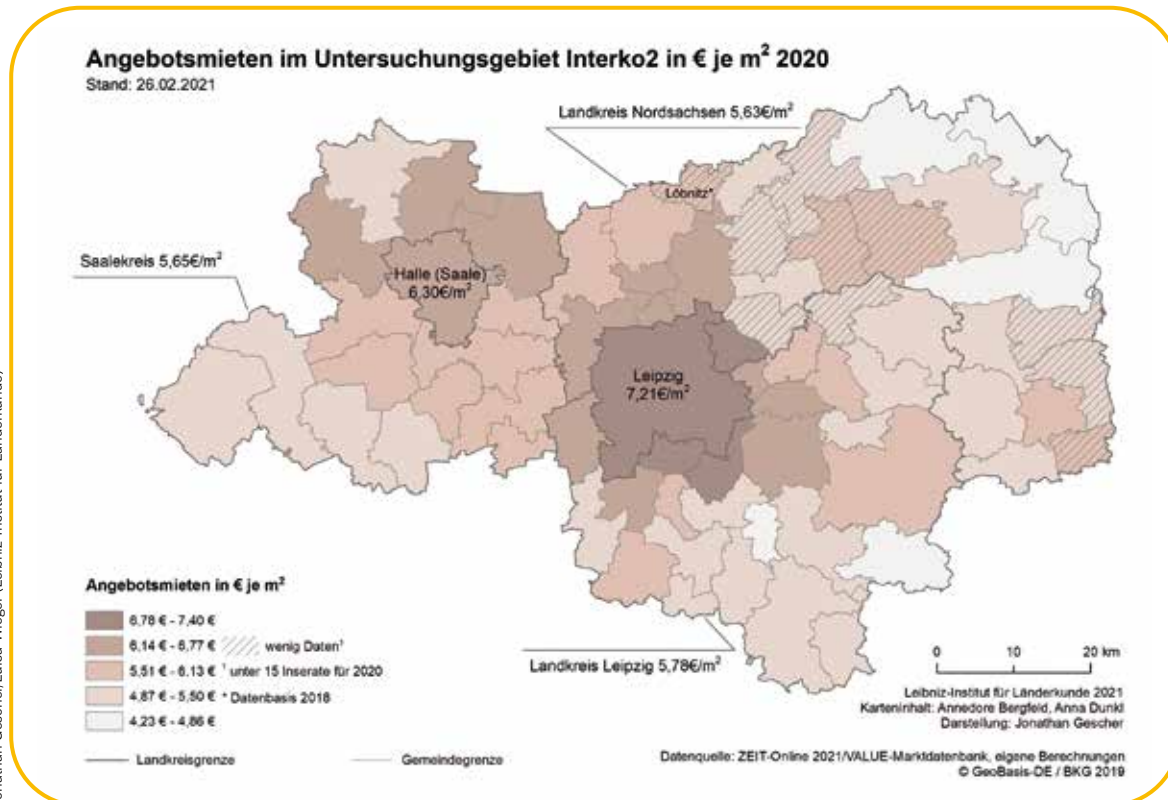 Angebotsmieten im Untersuchungsgebiet Interko2 in € je m² 2020
Stand: 26.02.2021
Landkreis Nordsachsen 5,63€/m²
Löbnitz*
Saalekreis 5,65€/m²
Halle (Saale)
6,30€/m²
Leipzig
7,21€/m²
Landkreis Leipzig 5,78€/m²
Angebotsmieten in € je m²
6,78 € - 7,40 €
6,14 € - 6,77 € wenig Daten¹
5,51 € - 6,13 € ¹ unter 15 Inserate für 2020
4,87 € - 5,50 € * Datenbasis 2018
4,23 € - 4,86 €
Landkreisgrenze Gemeindegrenze
0 10 20 km
Leibniz-Institut für Länderkunde 2021
Karteninhalt: Annedore Bergfeld, Anna Dunkl
Darstellung: Jonathan Gescher
Datenquelle: ZEIT-Online 2021/VALUE-Marktdatenbank, eigene Berechnungen
© GeoBasis-DE / BKG 2019